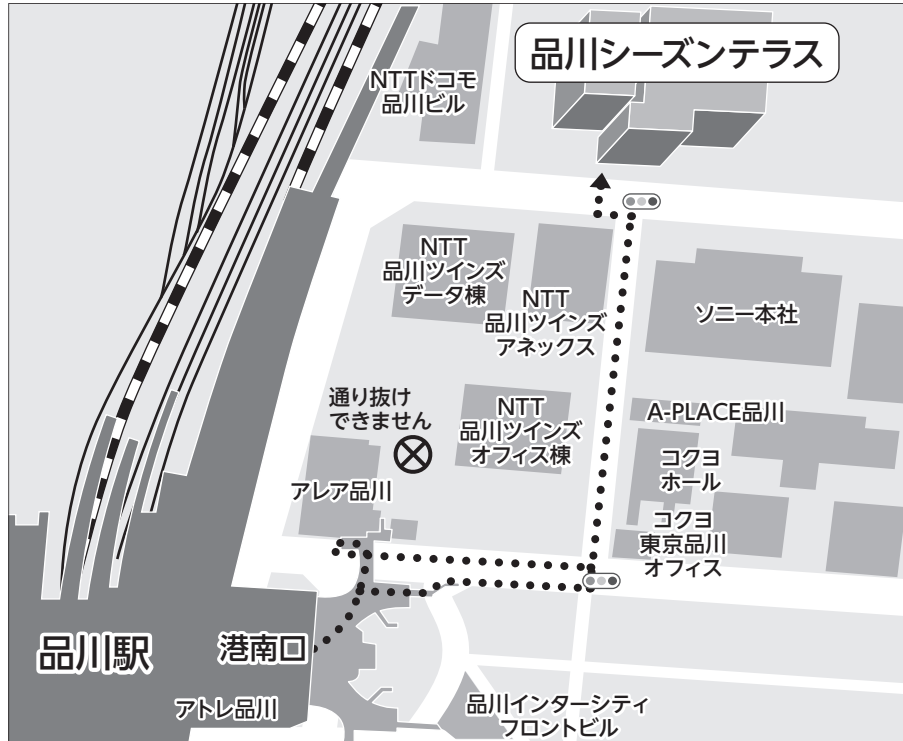 品川シーズンテラス
NTTドコモ
品川ビル
NTT
品川ツインズ
データ棟
NTT
品川ツインズ
アネックス
ソニー本社
通り抜け
できません
NTT
品川ツインズ
オフィス棟
A-PLACE品川
コクヨ
ホール
アレア品川
コクヨ
東京品川
オフィス
品川駅
港南口
アトレ品川
品川インターシティ
フロントビル